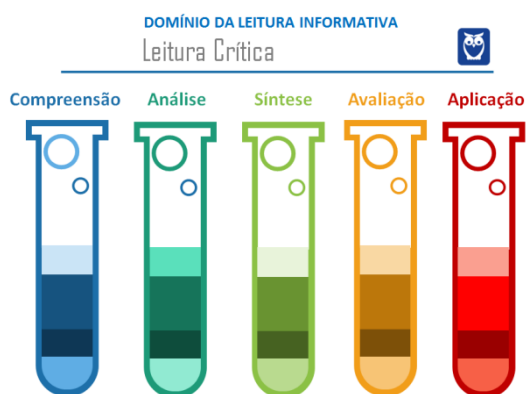 DOMÍNIO DA LEITURA INFORMATIVA
Leitura Crítica
Compreensão Análise Síntese Avaliação Aplicação